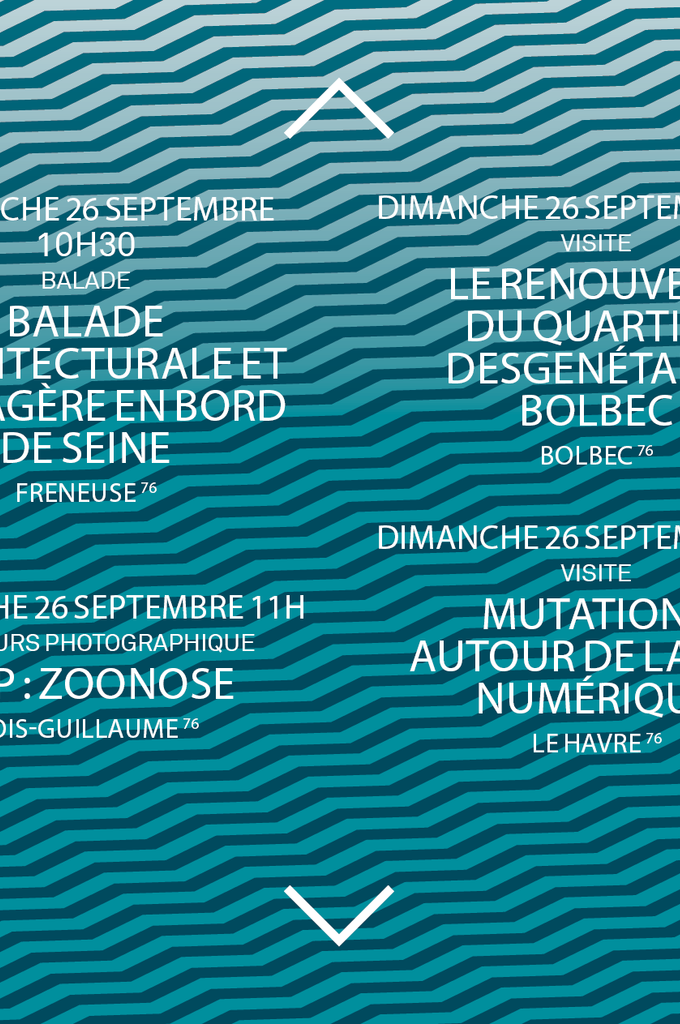 CHE 26 SEPTEMBRE
10H30
BALADE
BALADE
ITECTURALE ET
AGÈRE EN BORD
DE SEINE
FRENEUSE 76
HE 26 SEPTEMBRE 11H
URS PHOTOGRAPHIQUE
P : ZOONOSE
OIS-GUILLAUME 76
DIMANCHE 26 SEPTEM
VISITE
LE RENOUVE
DU QUARTI
DESGENÉTA
BOLBEC
BOLBEC 76
DIMANCHE 26 SEPTEM
VISITE
MUTATION
AUTOUR DE LA
NUMÉRIQU
LE HAVRE 76